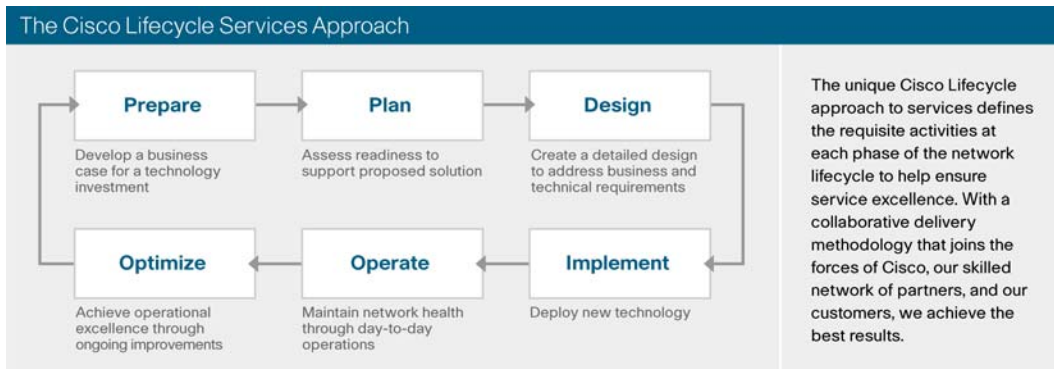 The Cisco Lifecycle Services Approach
Prepare
Develop a business
case for a technology
investment
Plan
Assess readiness to
support proposed solution
Design
Create a detailed design
to address business and
technical requirements
Optimize
Achieve operational
excellence through
ongoing improvements
Operate
Maintain network health
through day-to-day
operations
Implement
Deploy new technology
The unique Cisco Lifecycle
approach to services defines
the requisite activities at
each phase of the network
lifecycle to help ensure
service excellence. With a
collaborative delivery
methodology that joins the
forces of Cisco, our skilled
network of partners, and our
customers, we achieve the
best results.